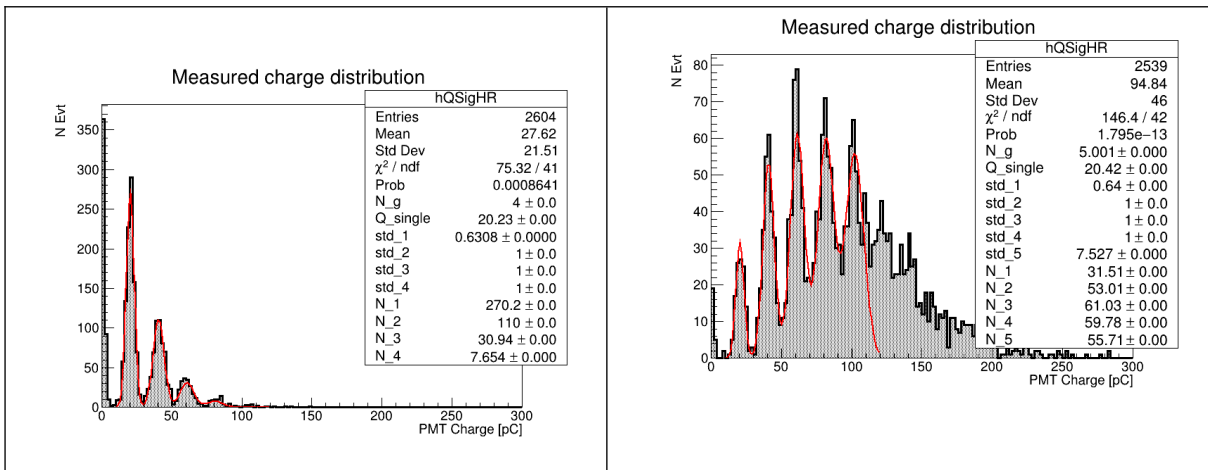 Measured charge distribution
N Evt
hQSigHR
Entries 2604
Mean 27.62
Std Dev 21.51
χ² / ndf 75.32 / 41
Prob 0.0008641
N_g 4 ± 0.0
Q_single 20.23 ± 0.00
std_1 0.6308 ± 0.0000
std_2 1 ± 0.0
std_3 1 ± 0.0
std_4 1 ± 0.0
N_1 270.2 ± 0.0
N_2 110 ± 0.0
N_3 30.94 ± 0.00
N_4 7.654 ± 0.000
350
300
250
200
150
100
50
0
0 50 100 150 200 250 300
PMT Charge [pC]
Measured charge distribution
N Evt
hQSigHR
Entries 2539
Mean 94.84
Std Dev 46
χ² / ndf 146.4 / 42
Prob 1.795e−13
N_g 5.001 ± 0.000
Q_single 20.42 ± 0.00
std_1 0.64 ± 0.00
std_2 1 ± 0.0
std_3 1 ± 0.0
std_4 1 ± 0.0
std_5 7.527 ± 0.000
N_1 31.51 ± 0.00
N_2 53.01 ± 0.00
N_3 61.03 ± 0.00
N_4 59.78 ± 0.00
N_5 55.71 ± 0.00
80
70
60
50
40
30
20
10
0
0 50 100 150 200 250 300
PMT Charge [pC]